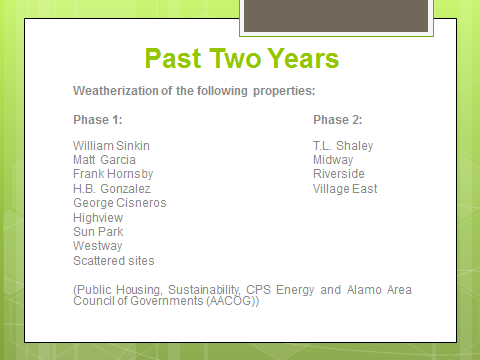 Past Two Years
Weatherization of the following properties:
Phase 1:
Phase 2:
William Sinkin
T.L. Shaley
Matt Garcia
Midway
Frank Hornsby
Riverside
H.B. Gonzalez
Village East
George Cisneros
Highview
Sun Park
Westway
Scattered sites
(Public Housing, Sustainability, CPS Energy and Alamo Area
Council of Governments (AACOG))